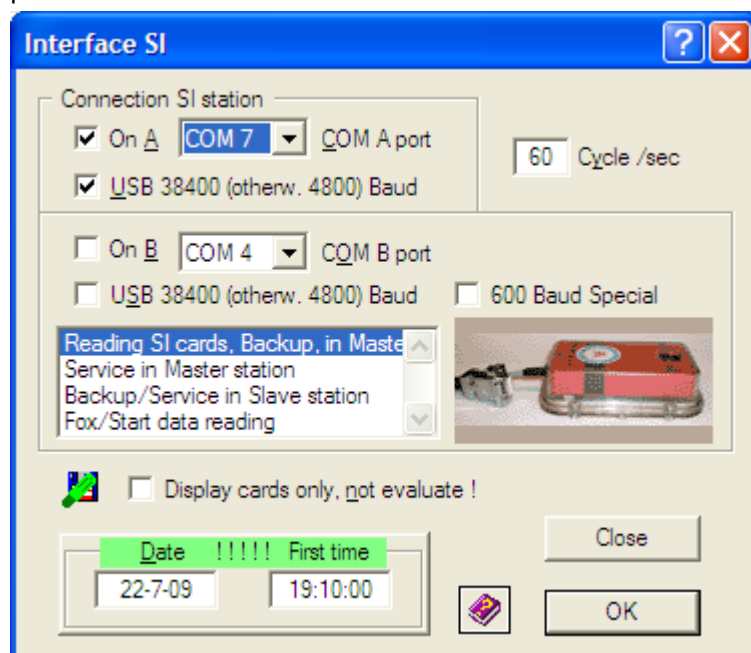 Interface SI
Connection SI station
On A COM 7 COM A port
60 Cycle /sec
USB 38400 (otherw. 4800) Baud
On B COM 4 COM B port
USB 38400 (otherw. 4800) Baud
600 Baud Special
Reading SI cards, Backup, in Maste
Service in Master station
Backup/Service in Slave station
Fox/Start data reading
Display cards only, not evaluate !
Date !!!!! First time
22-7-09 19:10:00
Close
OK